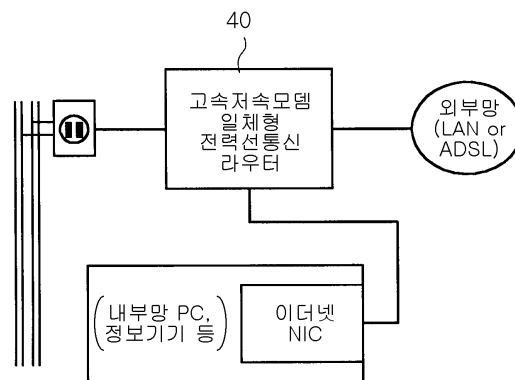 40
고속저속모뎀
일체형
전력선통신
라우터
외부망
(LAN or
ADSL)
(내부망 PC,
정보기기 등)
이더넷
NIC